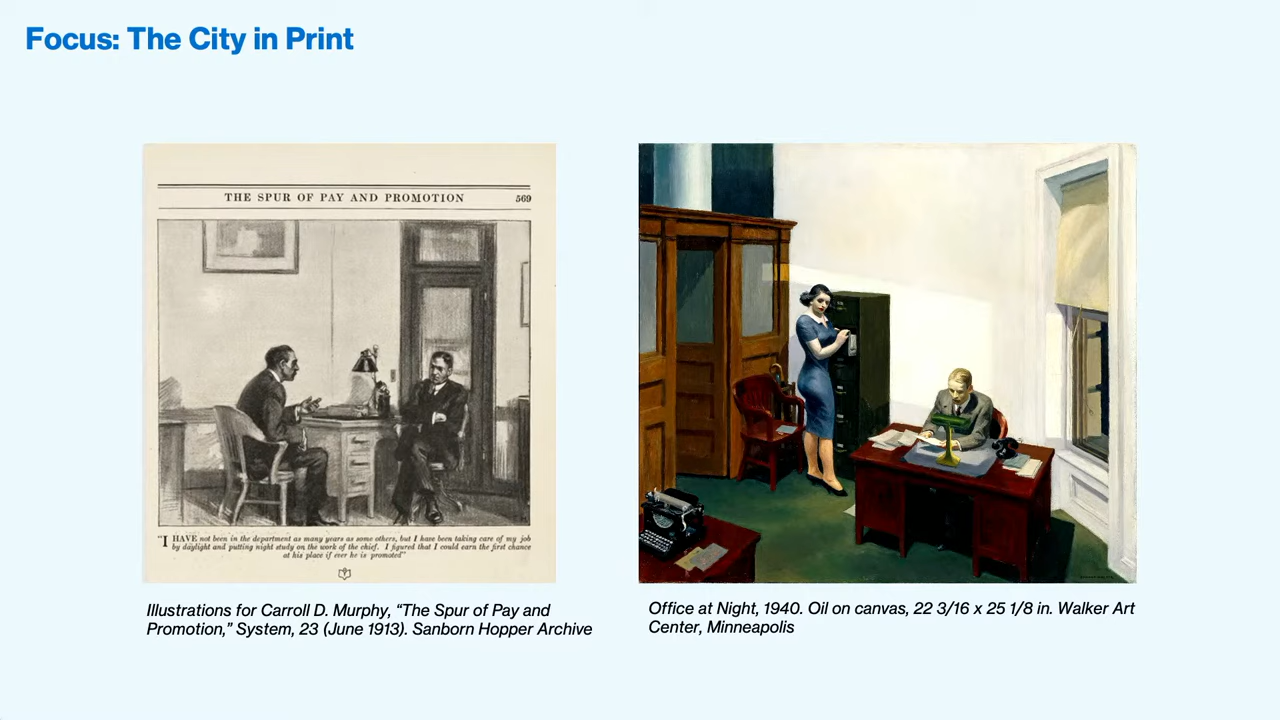 Focus: The City in Print
THE SPUR OF PAY AND PROMOTION 569
"I HAVE not been in the department as many years as some others, but I have been taking care of my job
by daylight and putting night study on the work of the chief. I figured that I could earn the first chance
at his place if ever he is promoted"
Illustrations for Carroll D. Murphy, “The Spur of Pay and
Promotion,” System, 23 (June 1913). Sanborn Hopper Archive
Office at Night, 1940. Oil on canvas, 22 3/16 x 25 1/8 in. Walker Art
Center, Minneapolis